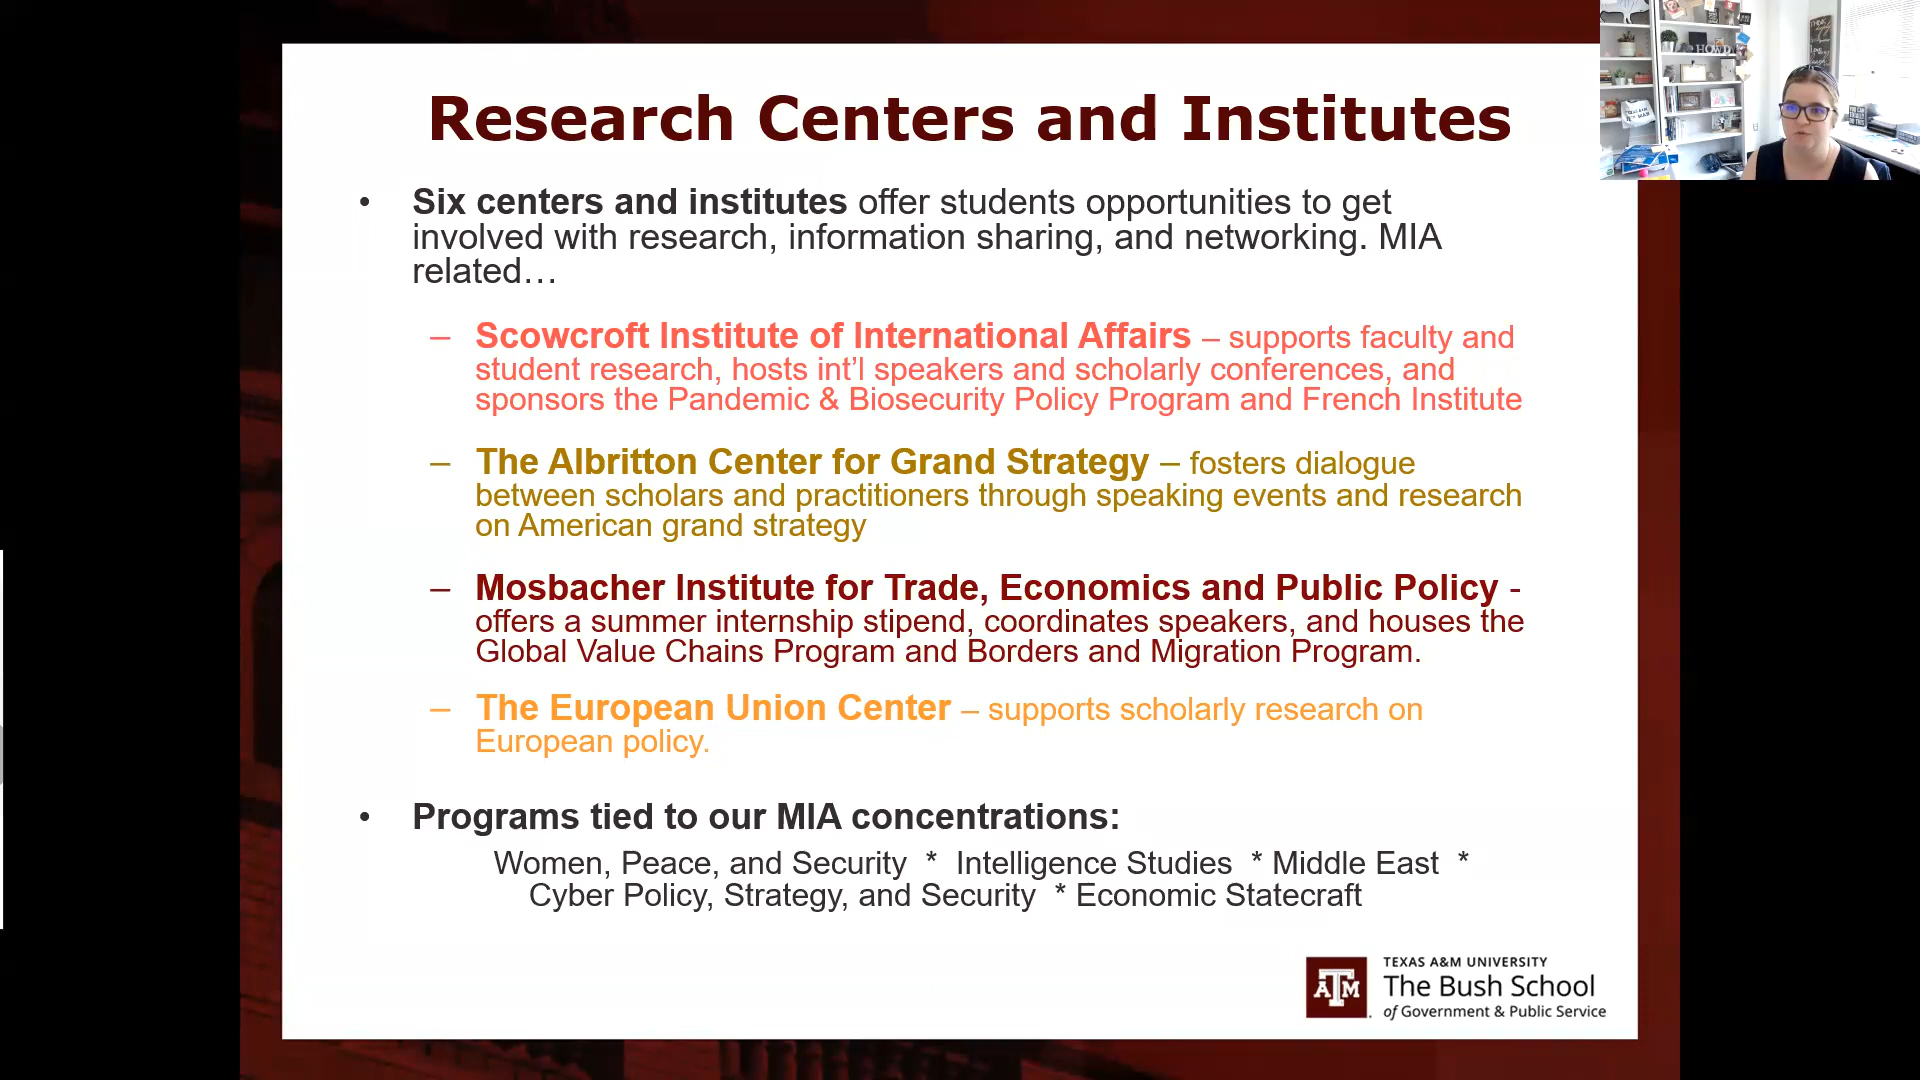 Research Centers and Institutes
• Six centers and institutes offer students opportunities to get
involved with research, information sharing, and networking. MIA
related…
– Scowcroft Institute of International Affairs – supports faculty and
student research, hosts int’l speakers and scholarly conferences, and
sponsors the Pandemic & Biosecurity Policy Program and French Institute
– The Albritton Center for Grand Strategy – fosters dialogue
between scholars and practitioners through speaking events and research
on American grand strategy
– Mosbacher Institute for Trade, Economics and Public Policy -
offers a summer internship stipend, coordinates speakers, and houses the
Global Value Chains Program and Borders and Migration Program.
– The European Union Center – supports scholarly research on
European policy.
• Programs tied to our MIA concentrations:
Women, Peace, and Security * Intelligence Studies * Middle East *
Cyber Policy, Strategy, and Security * Economic Statecraft
ATM
TEXAS A&M UNIVERSITY
The Bush School
of Government & Public Service
HOWD